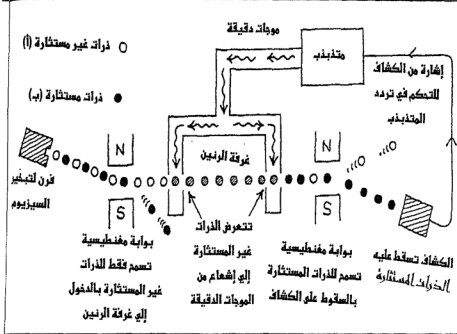 موجات دقيقة
ذرات غير مستثارة (أ)
ذرات مستثارة (ب)
متذبذب
إشارة من الكشاف
للتحكم في تردد
المتذبذب
غرفة الرنين
N
S
N
S
فرن لتبخير
السيزيوم
بوابة مغنطيسية
تسمح فقط للذرات
غير المستثارة بالدخول
إلي غرفة الرنين
تتعرض الذرات
غير المستثارة
إلي إشعاع من
الموجات الدقيقة
بوابة مغنطيسية
تسمح للذرات المستثارة
بالسقوط على الكشاف
الكشاف تسقط عليه
الذرات المستثارة